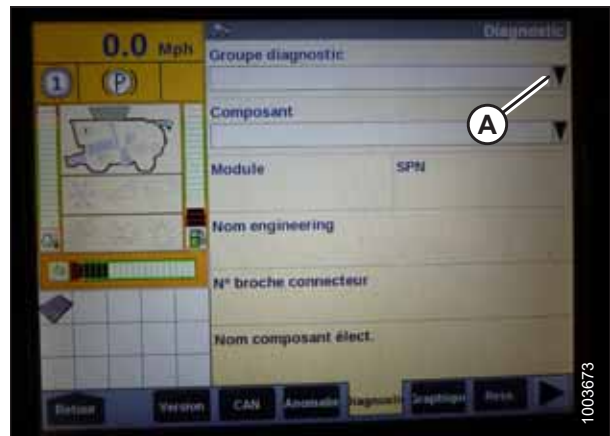 0.0 Mph
Diagnostic
Groupe diagnostic
1 P
A
Composant
Module SPN
Nom engineering
N° broche connecteur
Nom composant élect.
Retour Version CAN Anomalie Diagnostic Graphique
1003673